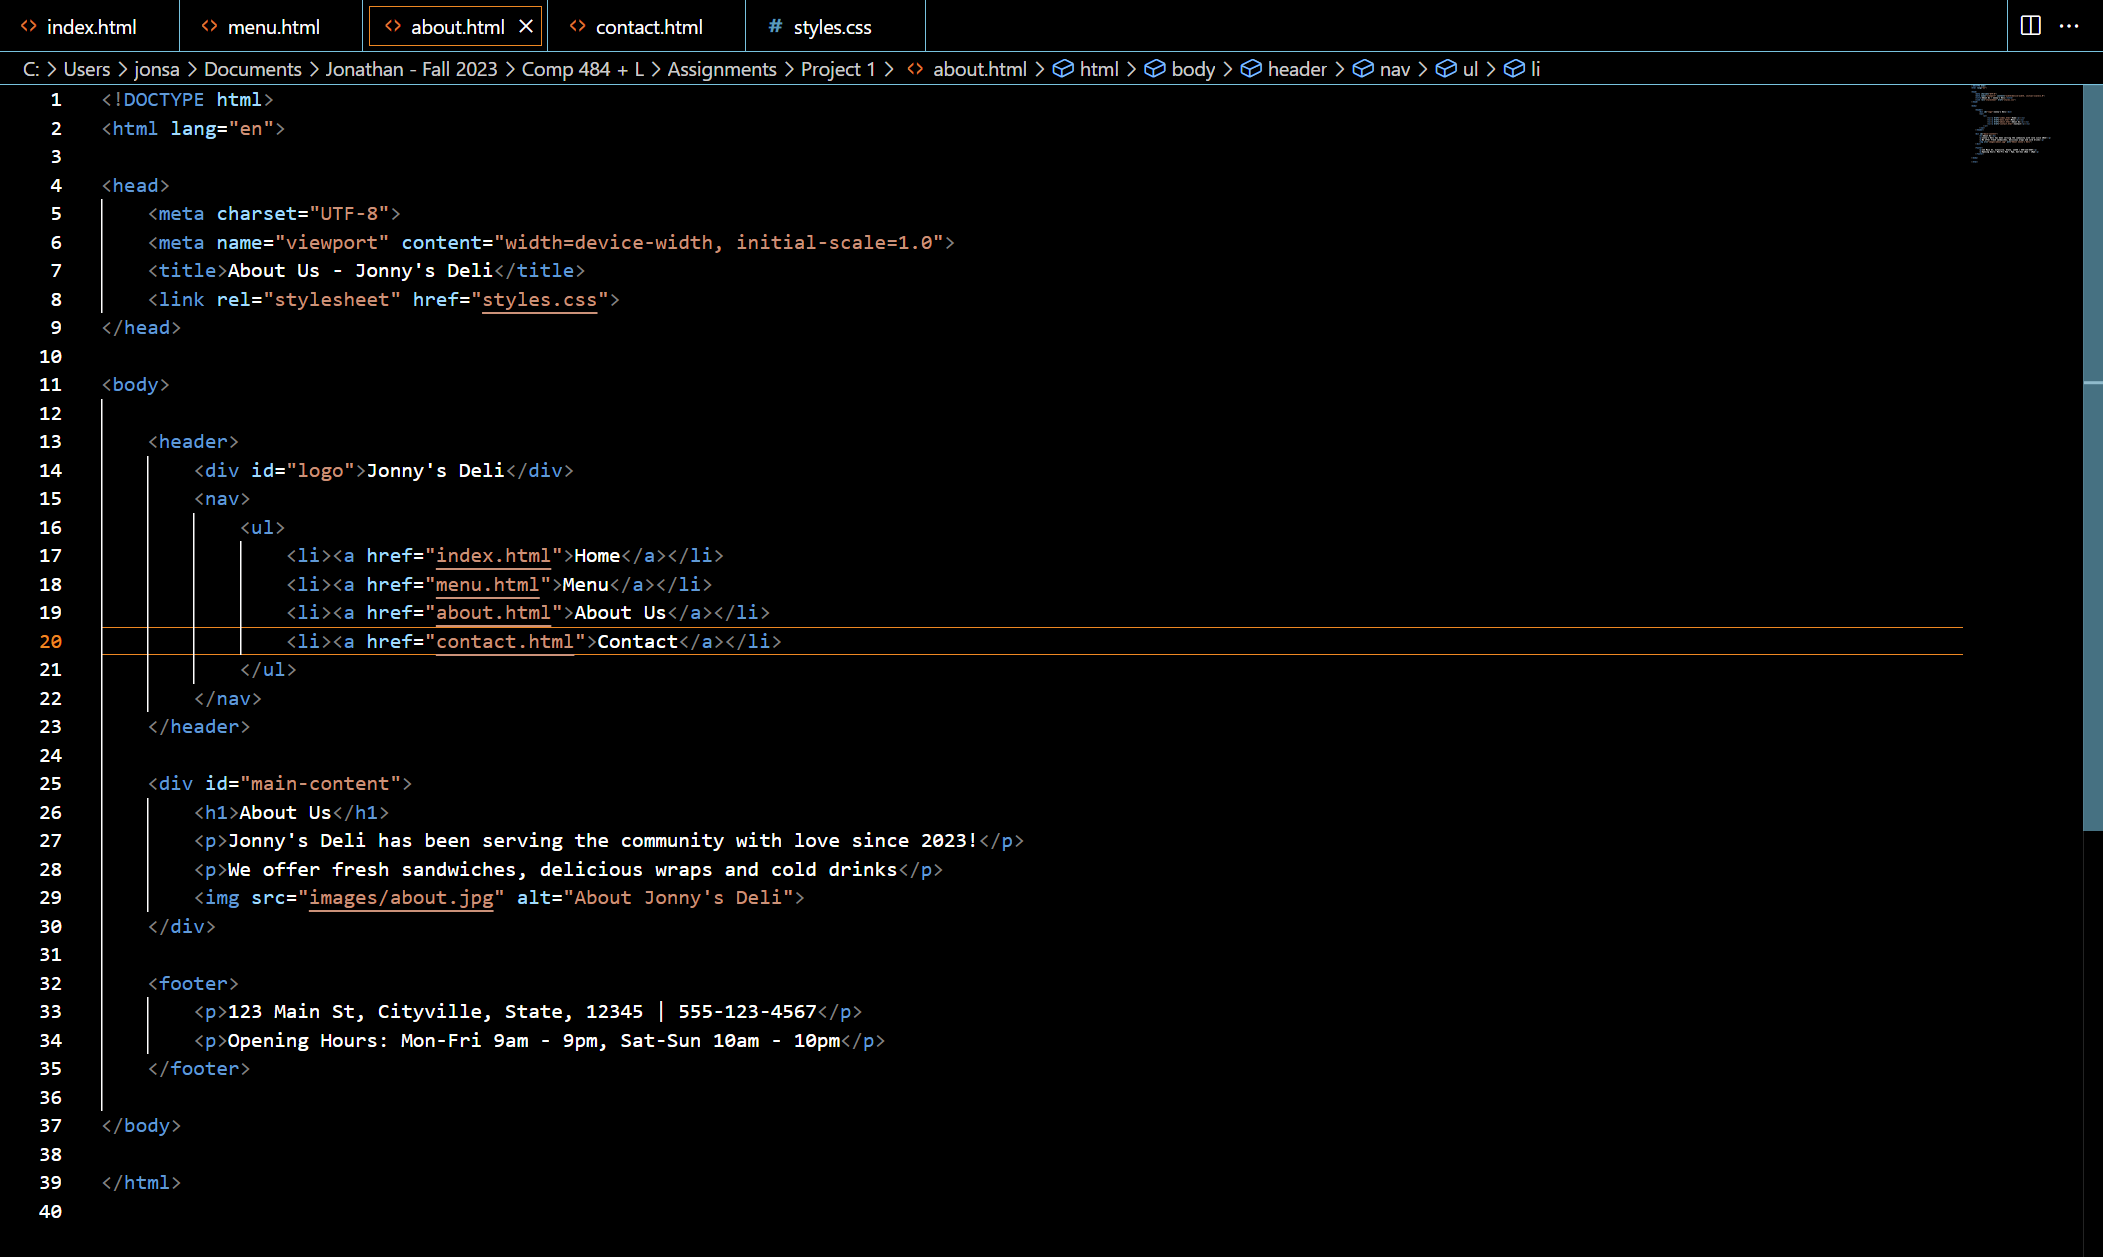 index.html menu.html about.html contact.html # styles.css
C: > Users > jonsa > Documents > Jonathan - Fall 2023 > Comp 484 + L > Assignments > Project 1 > about.html > html > body > header > nav > ul > li
1 <!DOCTYPE html>
2 <html lang="en">
3
4 <head>
5 <meta charset="UTF-8">
6 <meta name="viewport" content="width=device-width, initial-scale=1.0">
7 <title>About Us - Jonny's Deli</title>
8 <link rel="stylesheet" href="styles.css">
9 </head>
10
11 <body>
12
13 <header>
14 <div id="logo">Jonny's Deli</div>
15 <nav>
16 <ul>
17 <li><a href="index.html">Home</a></li>
18 <li><a href="menu.html">Menu</a></li>
19 <li><a href="about.html">About Us</a></li>
20 <li><a href="contact.html">Contact</a></li>
21 </ul>
22 </nav>
23 </header>
24
25 <div id="main-content">
26 <h1>About Us</h1>
27 <p>Jonny's Deli has been serving the community with love since 2023!</p>
28 <p>We offer fresh sandwiches, delicious wraps and cold drinks</p>
29 <img src="images/about.jpg" alt="About Jonny's Deli">
30 </div>
31
32 <footer>
33 <p>123 Main St, Cityville, State, 12345 | 555-123-4567</p>
34 <p>Opening Hours: Mon-Fri 9am - 9pm, Sat-Sun 10am - 10pm</p>
35 </footer>
36
37 </body>
38
39 </html>
40